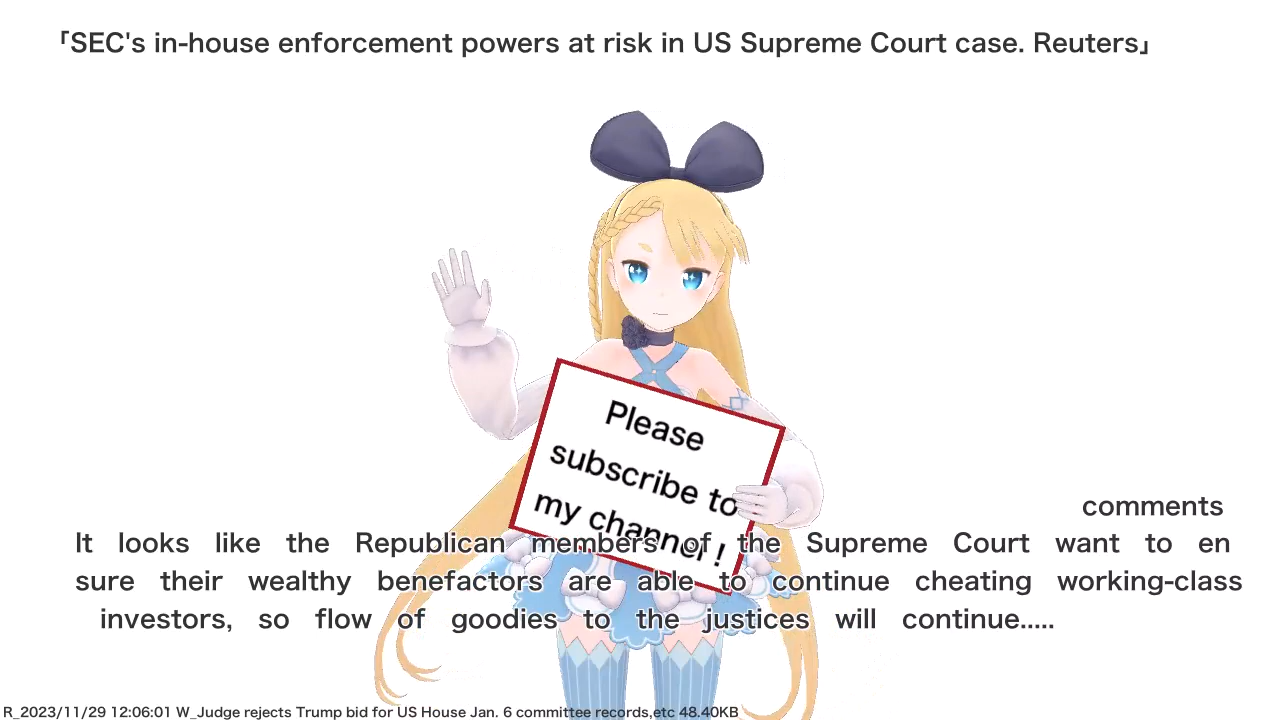 「SEC's in-house enforcement powers at risk in US Supreme Court case. Reuters」
Please
subscribe to
my channel !
comments
It looks like the Republican members of the Supreme Court want to en
sure their wealthy benefactors are able to continue cheating working-class
investors, so flow of goodies to the justices will continue.....
R_2023/11/29 12:06:01 W_Judge rejects Trump bid for US House Jan. 6 committee records,etc 48.40KB